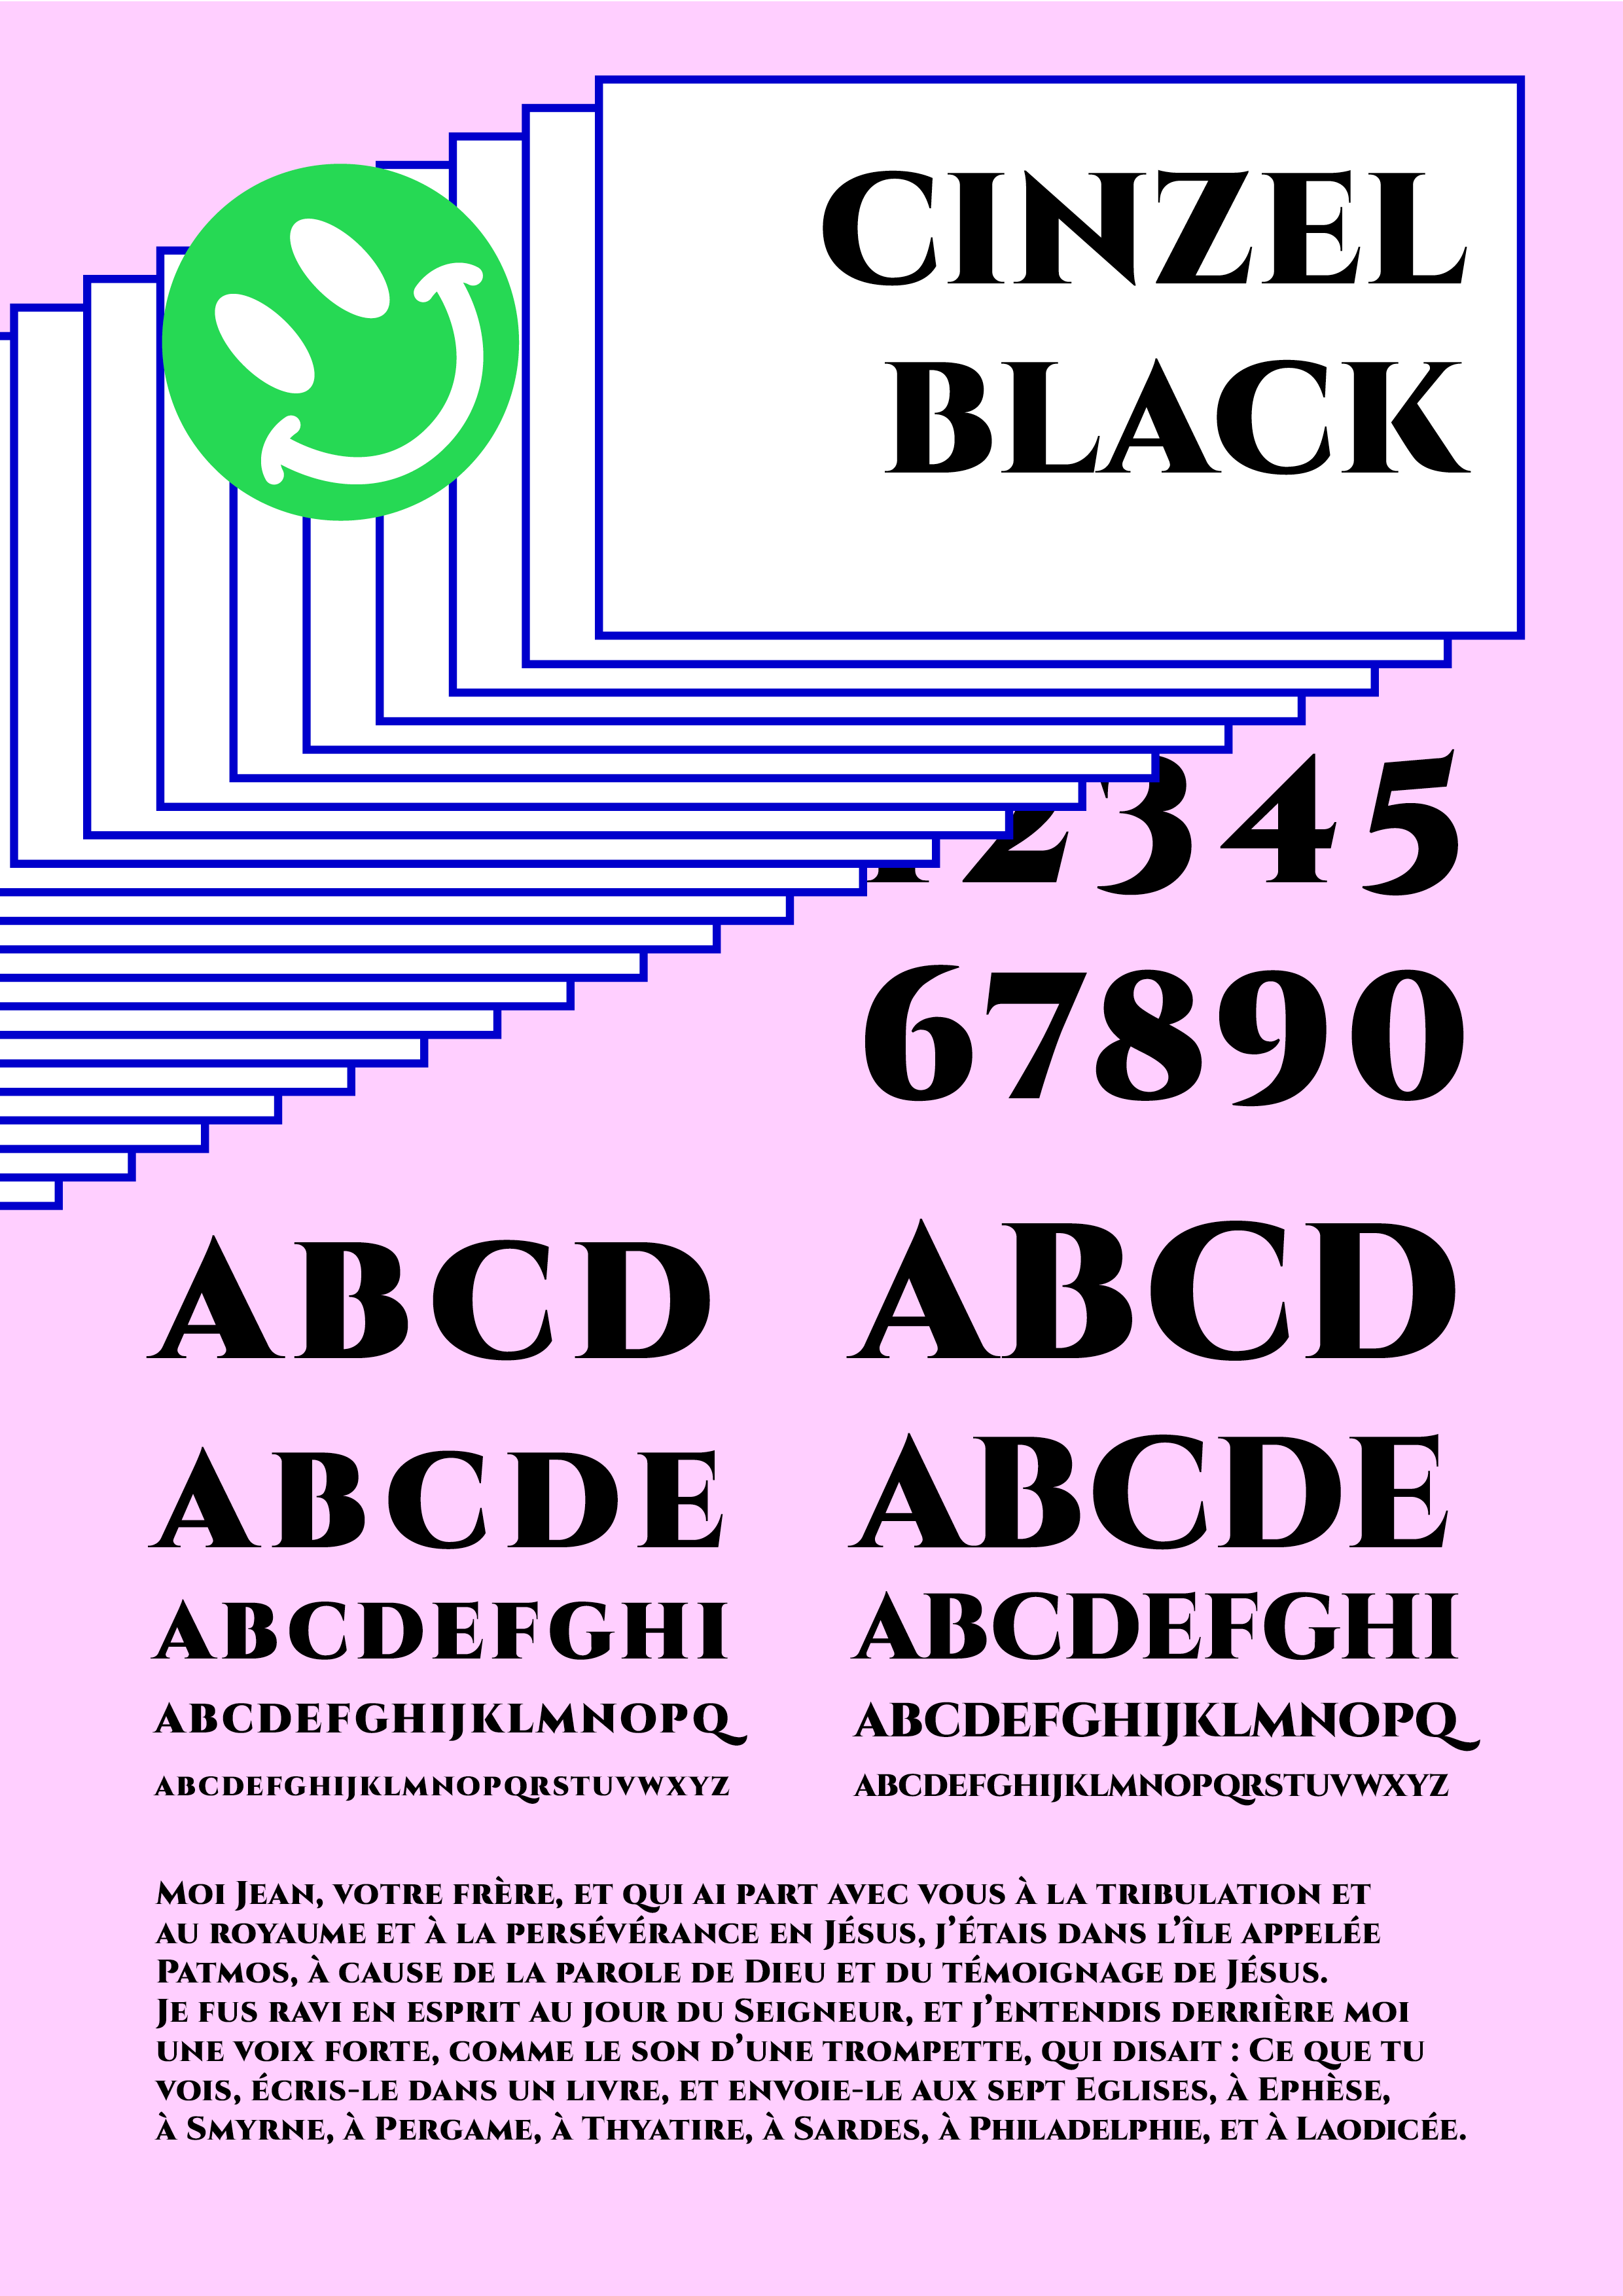 CINZEL
BLACK
12345
67890
ABCD
ABCD
ABCDE
ABCDE
ABCDEFGHI
ABCDEFGHI
ABCDEFGHIJKLMNOPQ
ABCDEFGHIJKLMNOPQ
ABCDEFGHIJKLMNOPQRSTUVWXYZ
ABCDEFGHIJKLMNOPQRSTUVWXYZ
Moi Jean, votre frère, et qui ai part avec vous à la tribulation et
au royaume et à la persévérance en Jésus, j’étais dans l’île appelée
Patmos, à cause de la parole de Dieu et du témoignage de Jésus.
Je fus ravi en esprit au jour du Seigneur, et j’entendis derrière moi
une voix forte, comme le son d’une trompette, qui disait : Ce que tu
vois, écris-le dans un livre, et envoie-le aux sept Eglises, à Ephèse,
à Smyrne, à Pergame, à Thyatire, à Sardes, à Philadelphie, et à Laodicée.